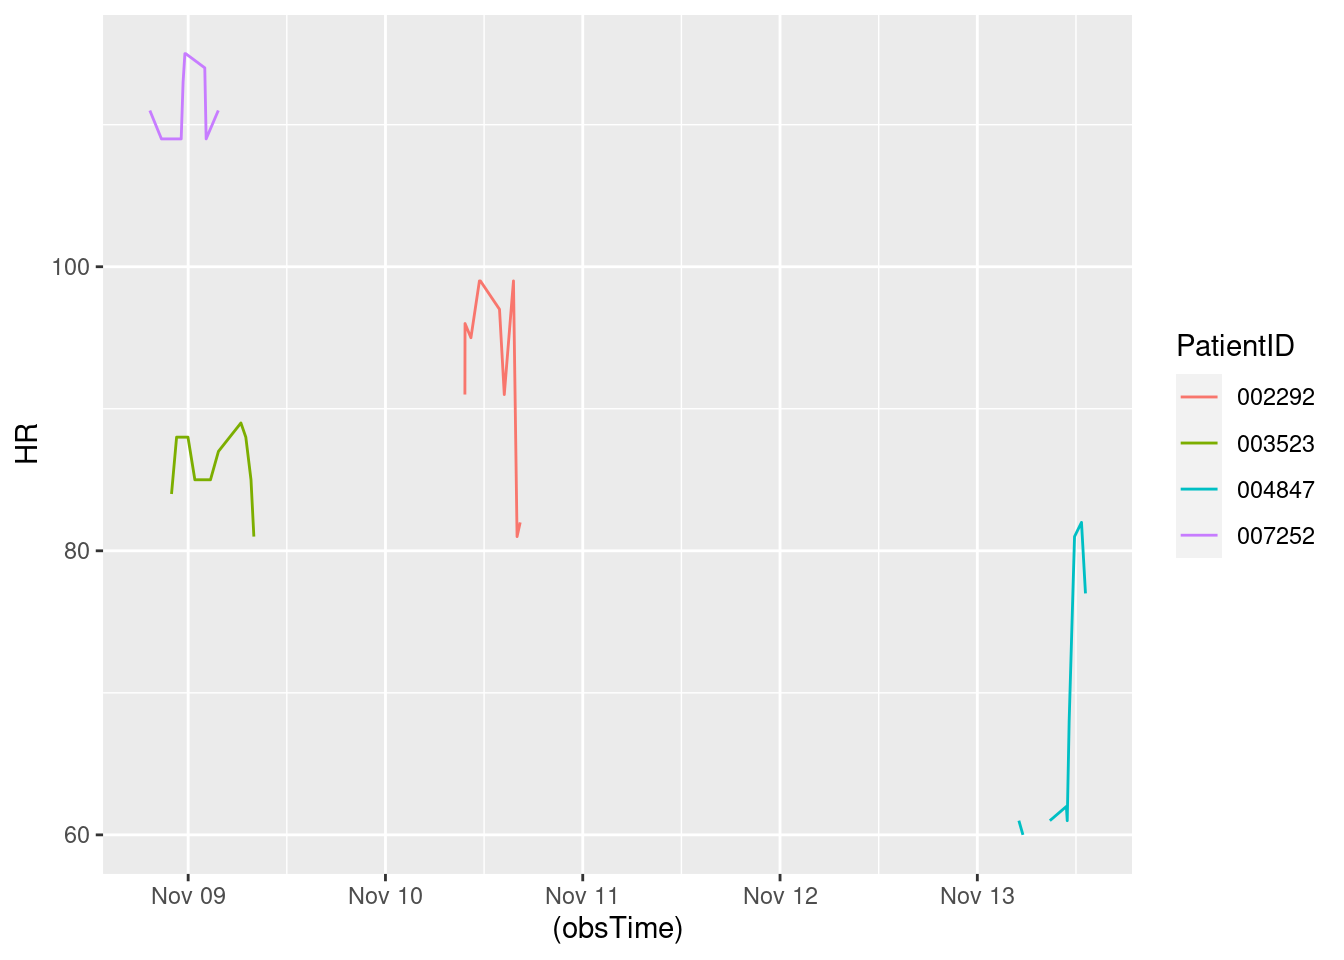 HR
100
80
60
Nov 09
Nov 10
Nov 11
Nov 12
Nov 13
(obsTime)
PatientID
002292
003523
004847
007252